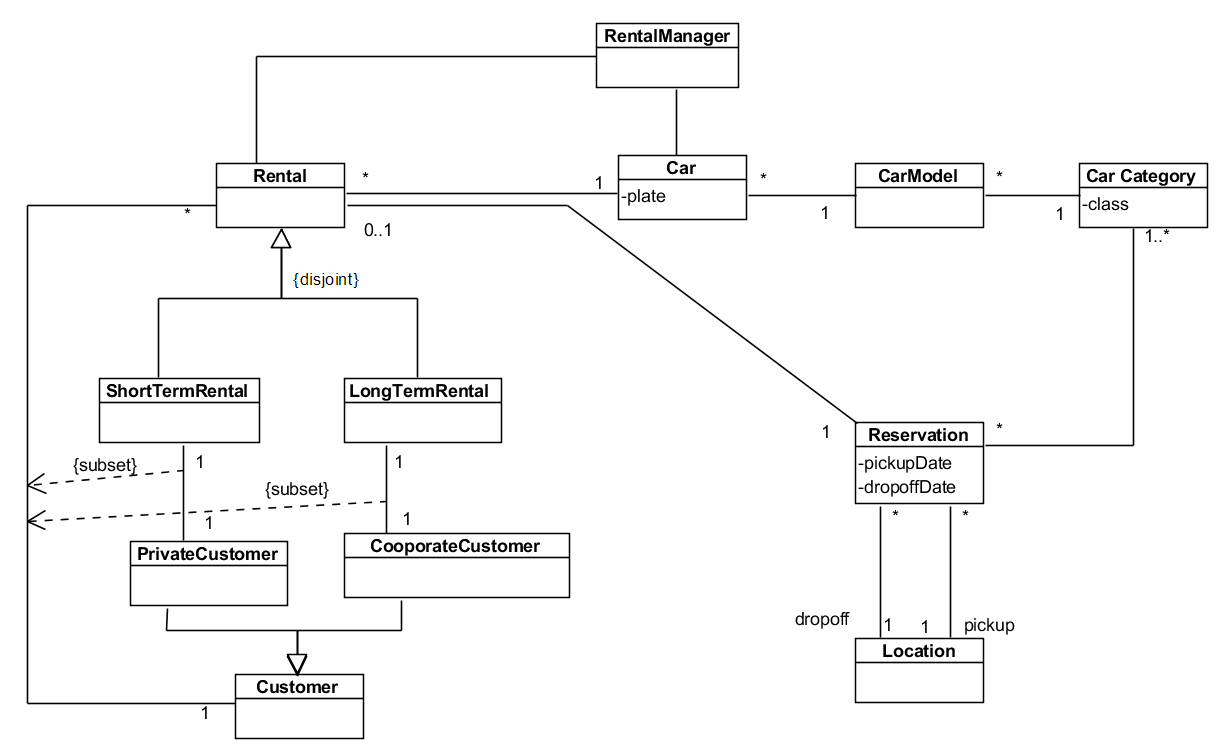 RentalManager
Rental
*
1
Car
-plate
*
1
CarModel
*
1
Car Category
-class
*
0..1
1..*
{disjoint}
ShortTermRental
LongTermRental
1
*
Reservation
-pickupDate
-dropoffDate
{subset}
1
1
{subset}
1
1
*
*
PrivateCustomer
CooporateCustomer
dropoff
1
1
pickup
Location
Customer
1